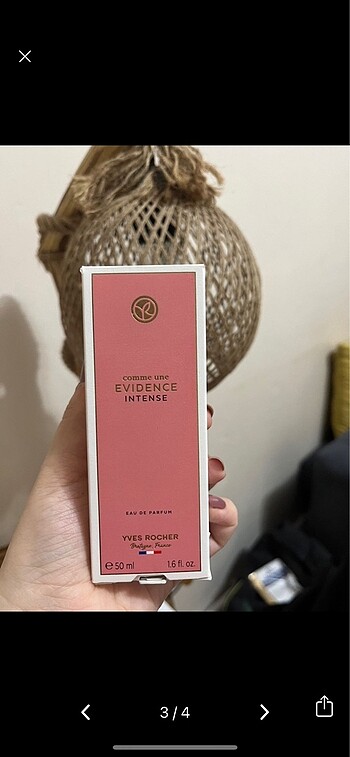 comme une
EVIDENCE
INTENSE
EAU DE PARFUM
YVES ROCHER
Bretagne, France
℮ 50 ml 1.6 fl. oz.
3/4